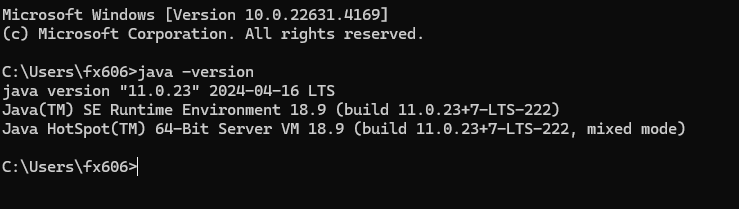 Microsoft Windows [Version 10.0.22631.4169]
(c) Microsoft Corporation. All rights reserved.
C:\Users\fx606>java -version
java version "11.0.23" 2024-04-16 LTS
Java(TM) SE Runtime Environment 18.9 (build 11.0.23+7-LTS-222)
Java HotSpot(TM) 64-Bit Server VM 18.9 (build 11.0.23+7-LTS-222, mixed mode)
C:\Users\fx606>